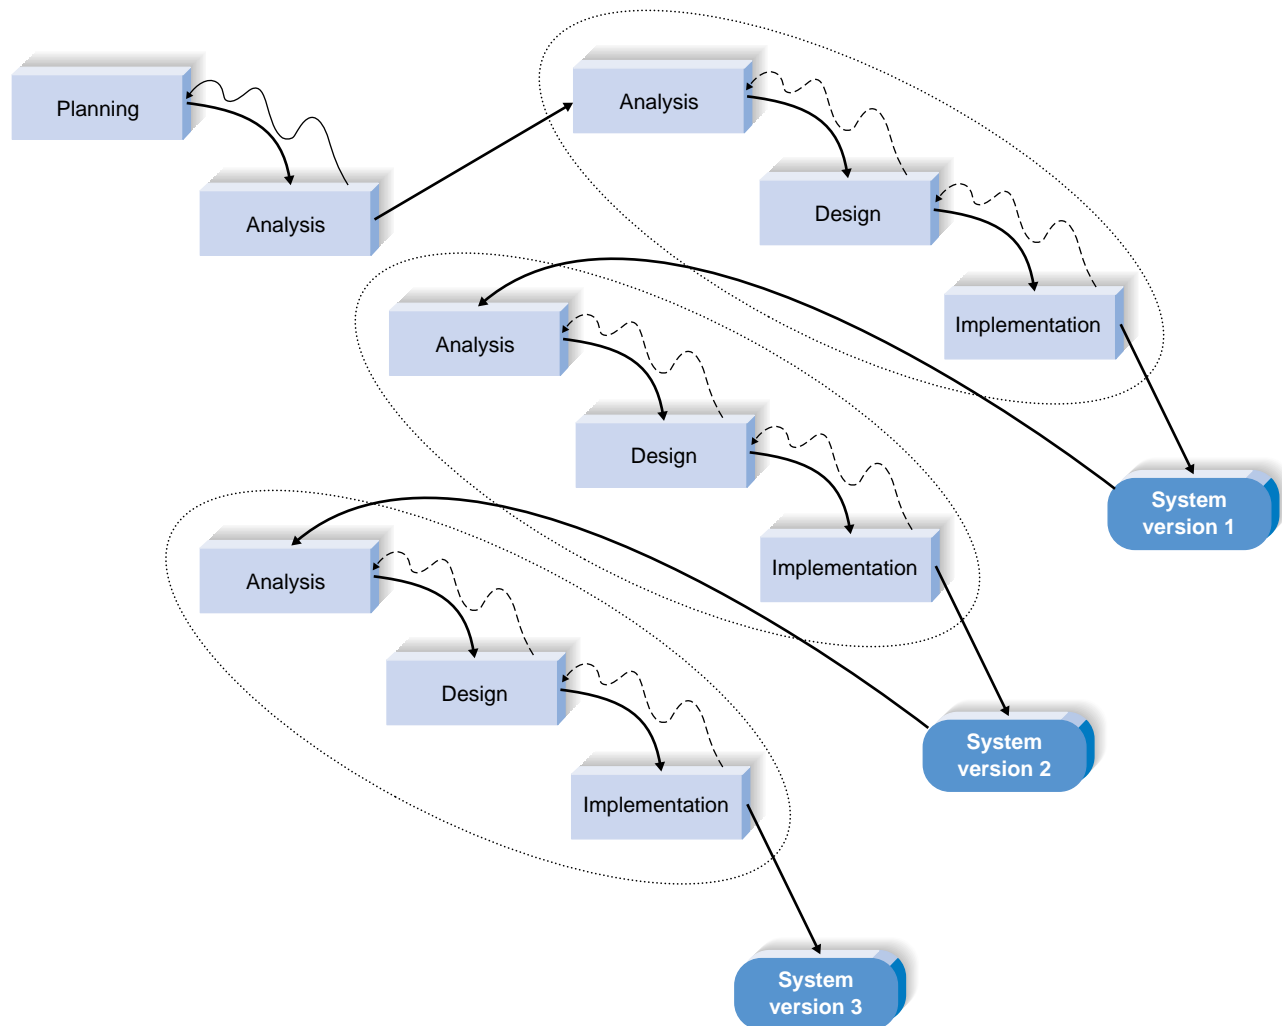 Planning
Analysis
Analysis
Design
Implementation
Analysis
Design
Implementation
System
version 1
Analysis
Design
Implementation
System
version 2
System
version 3